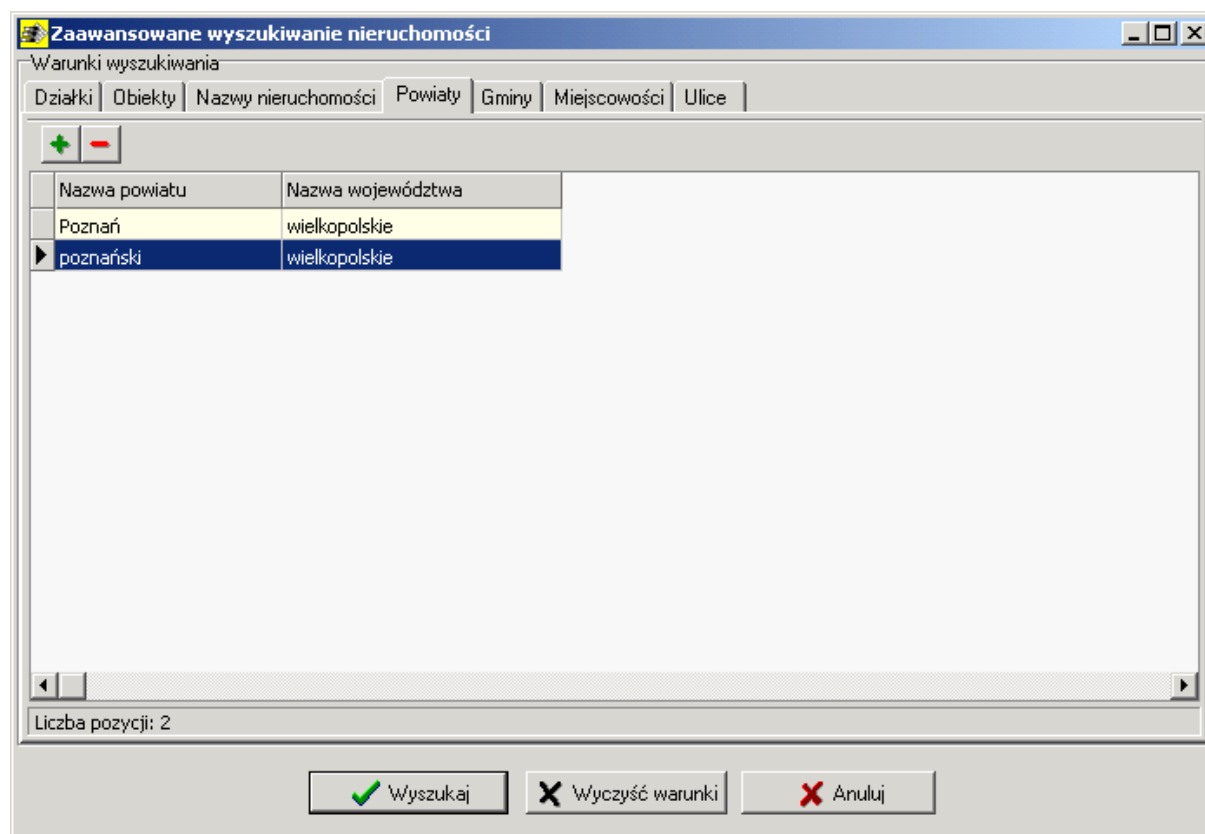 Zaawansowane wyszukiwanie nieruchomości
Warunki wyszukiwania
Działki Obiekty Nazwy nieruchomości Powiaty Gminy Miejscowości Ulice
Nazwa powiatu Nazwa województwa
Poznań wielkopolskie
poznański wielkopolskie
Liczba pozycji: 2
Wyszukaj Wyczyść warunki Anuluj